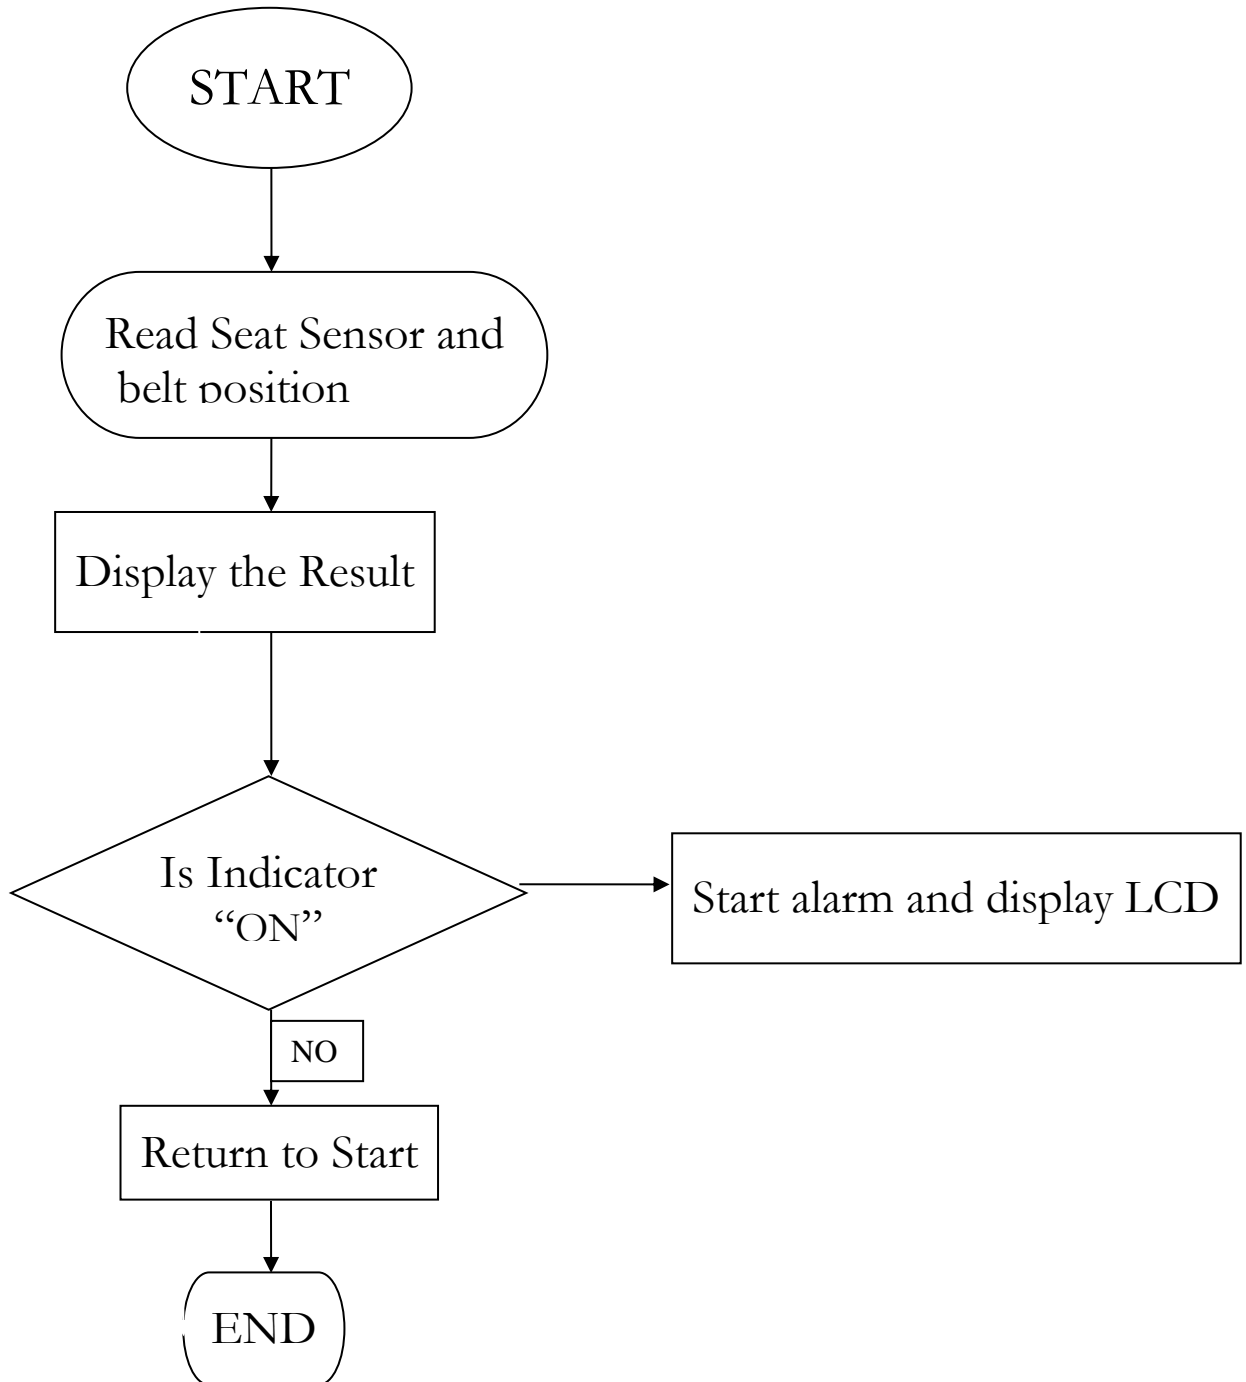 START
Read Seat Sensor and
belt position
Display the Result
Is Indicator
“ON”
Start alarm and display LCD
NO
Return to Start
END